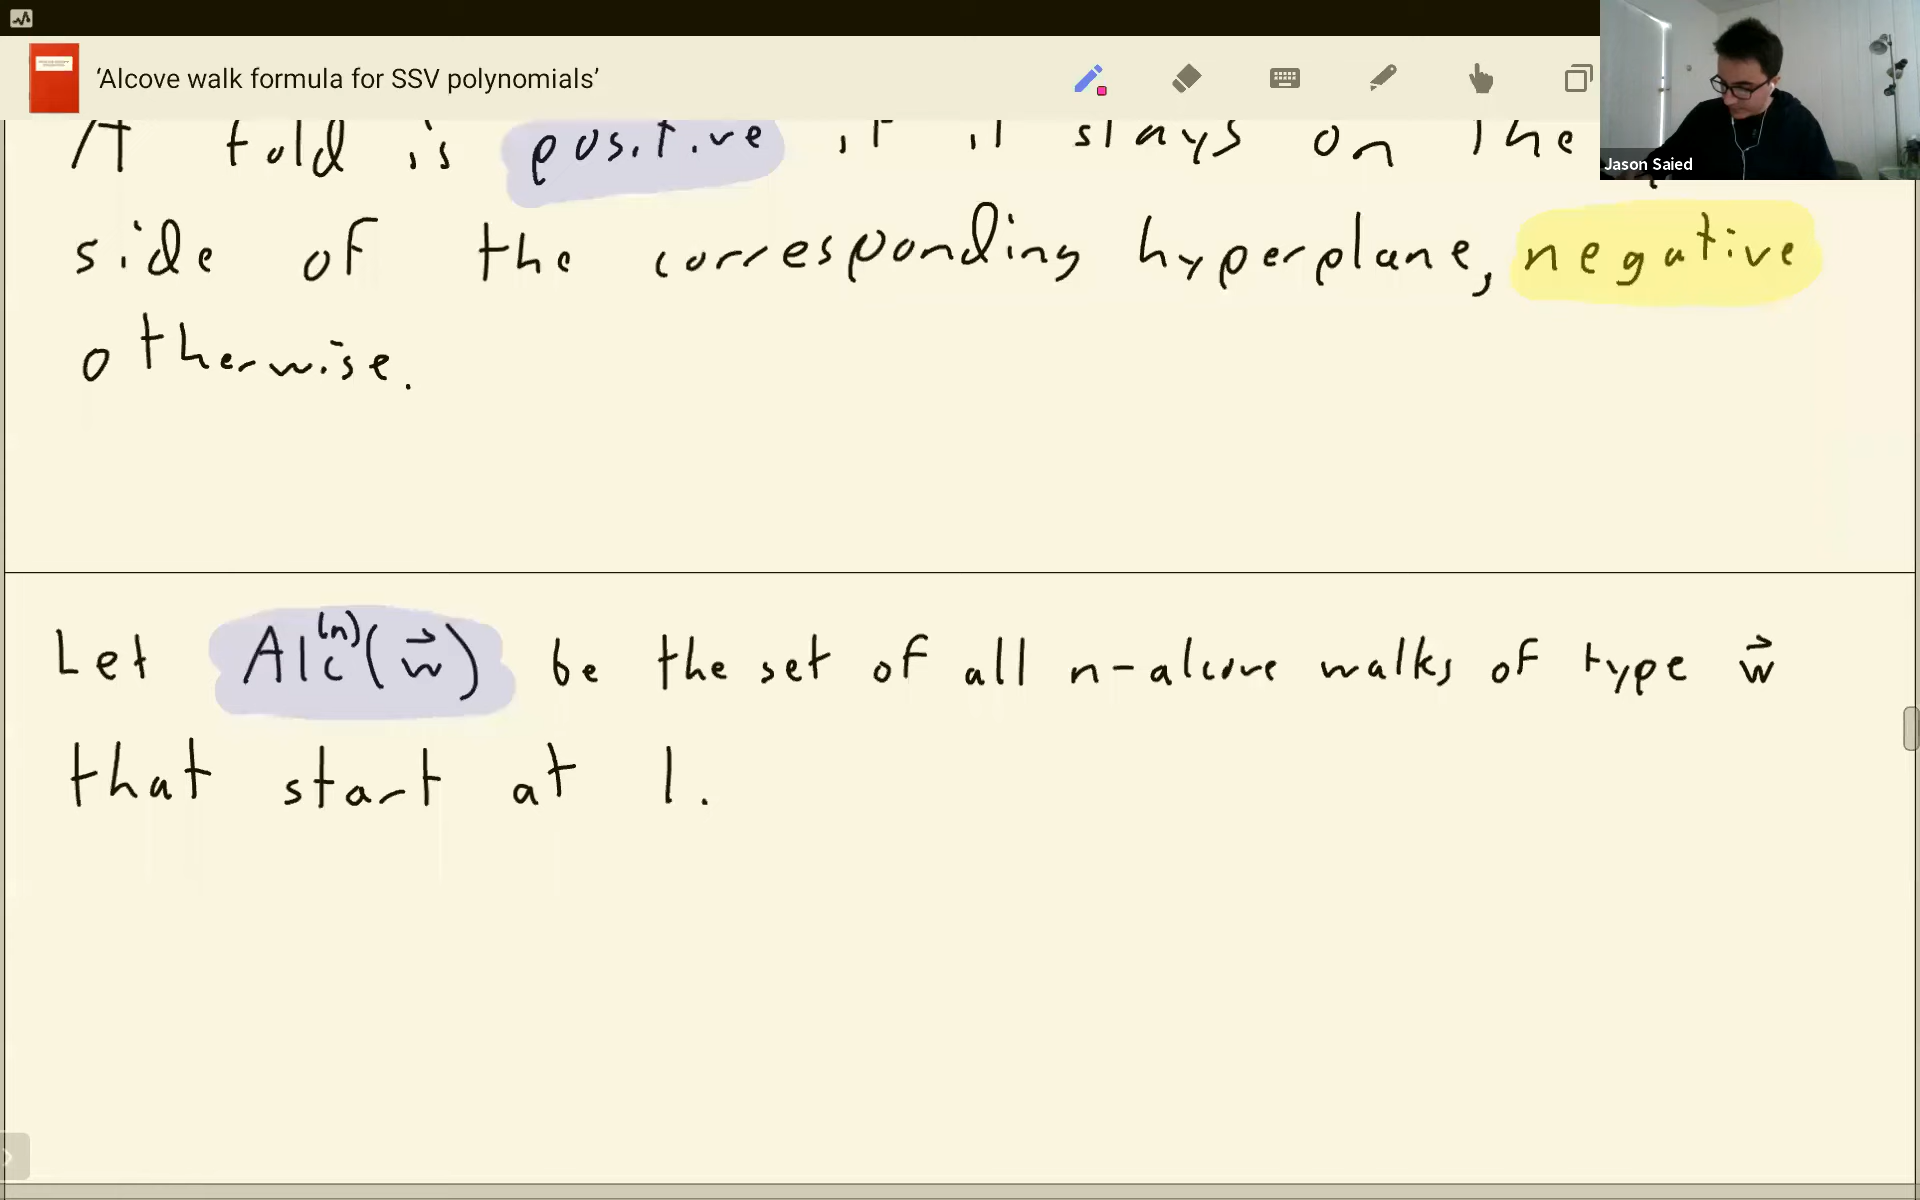 ‘Alcove walk formula for SSV polynomials’
A fold is positive if it stays on the
Jason Saied
side of the corresponding hyperplane, negative
otherwise.
Let Alc⁽ⁿ⁾(w⃗) be the set of all n-alcove walks of type w⃗
that start at 1.